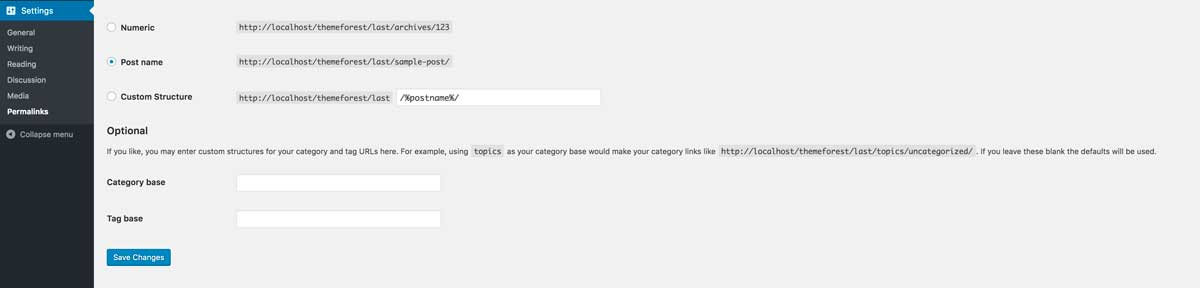 Settings
General
Writing
Reading
Discussion
Media
Permalinks
Collapse menu
Numeric http://localhost/themeforest/last/archives/123
Post name http://localhost/themeforest/last/sample-post/
Custom Structure http://localhost/themeforest/last /%postname%/
Optional
If you like, you may enter custom structures for your category and tag URLs here. For example, using topics as your category base would make your category links like http://localhost/themeforest/last/topics/uncategorized/ . If you leave these blank the defaults will be used.
Category base
Tag base
Save Changes